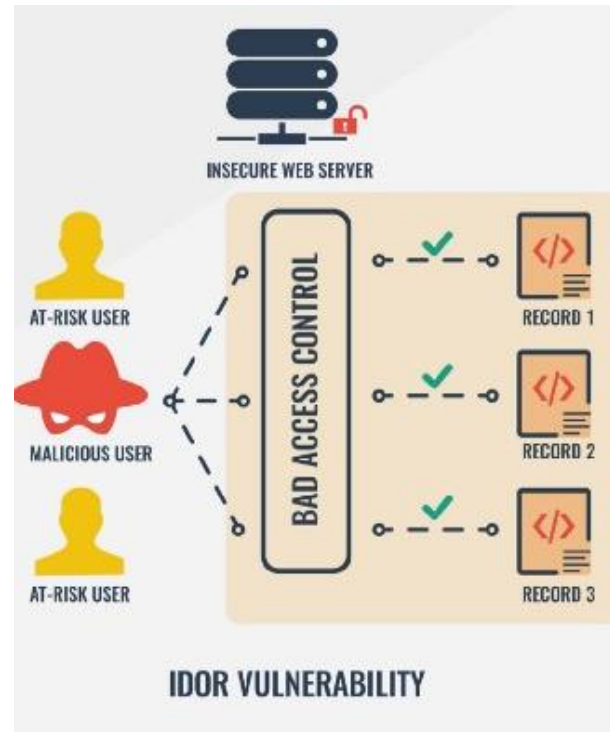 INSECURE WEB SERVER
AT-RISK USER
MALICIOUS USER
AT-RISK USER
BAD ACCESS CONTROL
</>
RECORD 1
</>
RECORD 2
</>
RECORD 3
IDOR VULNERABILITY